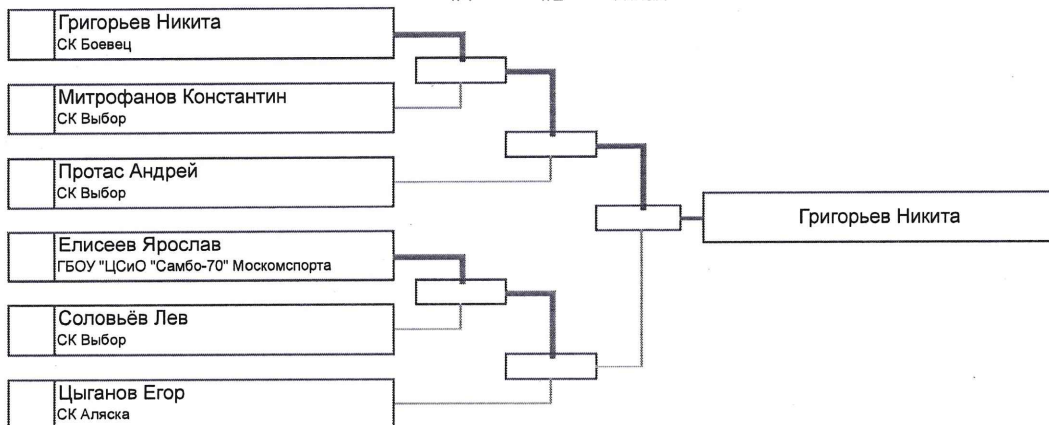 Григорьев Никита
СК Боевец
Митрофанов Константин
СК Выбор
Протас Андрей
СК Выбор
Елисеев Ярослав
ГБОУ "ЦСиО "Самбо-70" Москомспорта
Соловьёв Лев
СК Выбор
Цыганов Егор
СК Аляска
Григорьев Никита